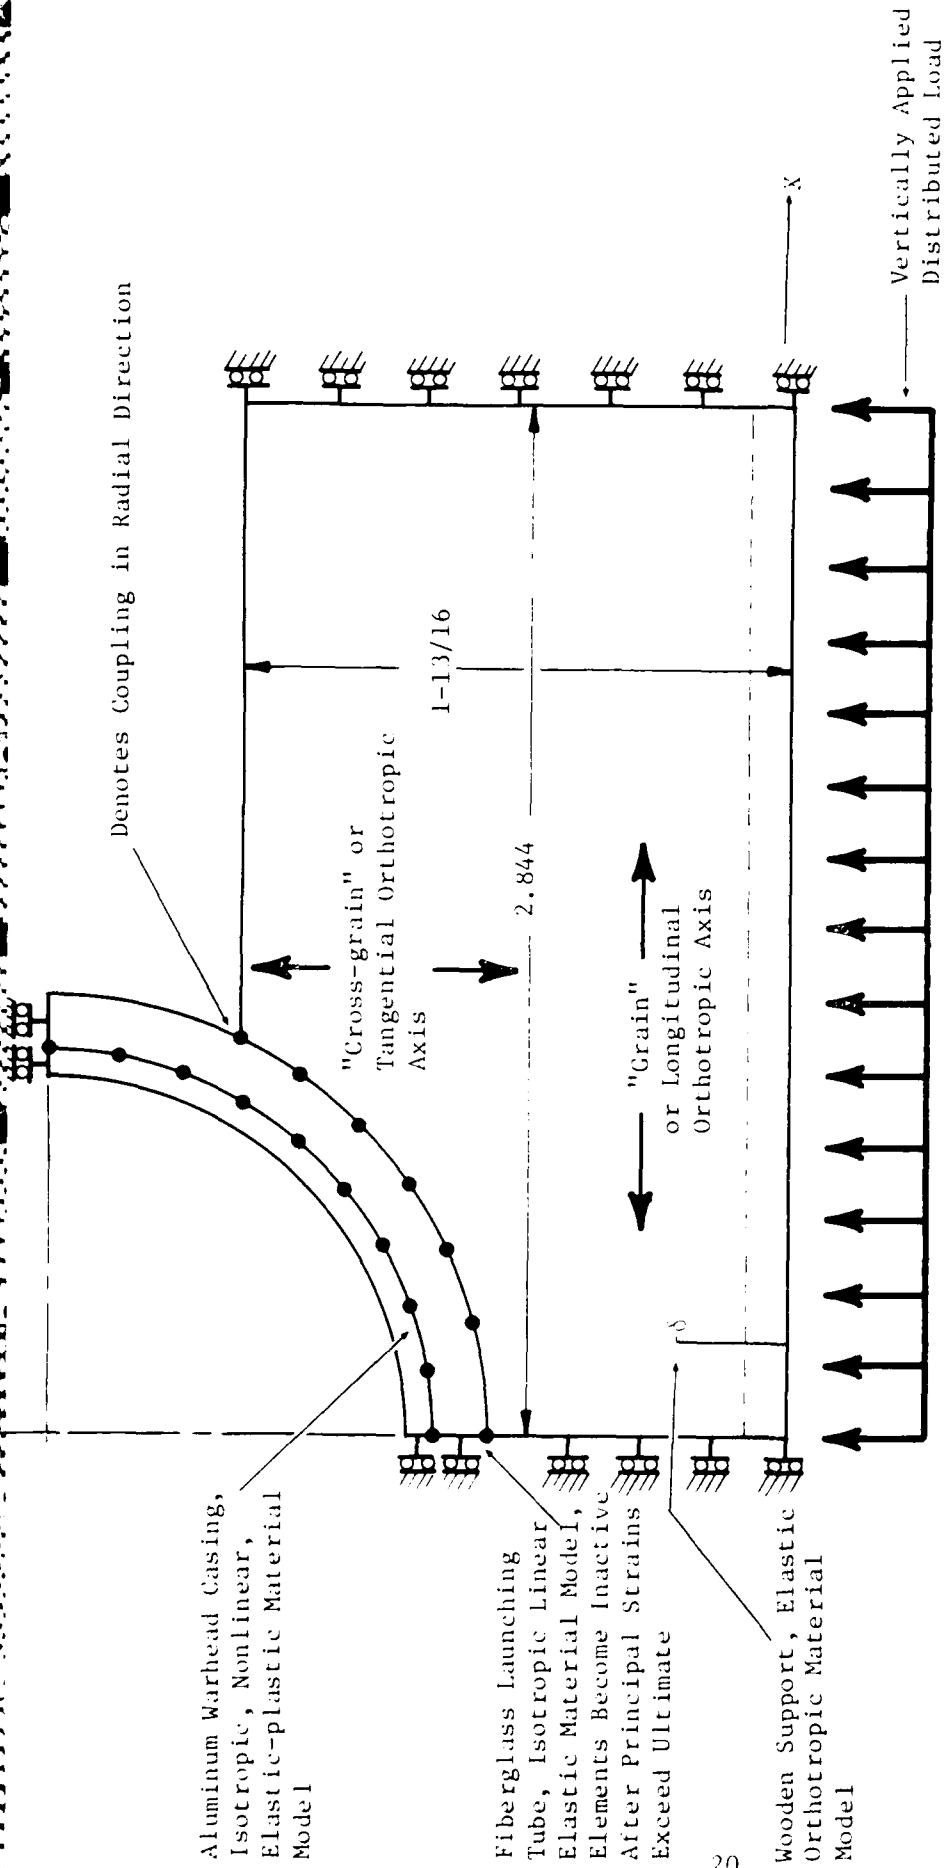 Denotes Coupling in Radial Direction
Aluminum Warhead Casing,
Isotropic, Nonlinear,
Elastic-plastic Material
Model
"Cross-grain" or
Tangential Orthotropic
Axis
1-13/16
2.844
Fiberglass Launching
Tube, Isotropic Linear
Elastic Material Model,
Elements Become Inactive
After Principal Strains
Exceed Ultimate
"Grain"
or Longitudinal
Orthotropic Axis
δ
X
Wooden Support, Elastic
Orthotropic Material
Model
Vertically Applied
Distributed Load
20